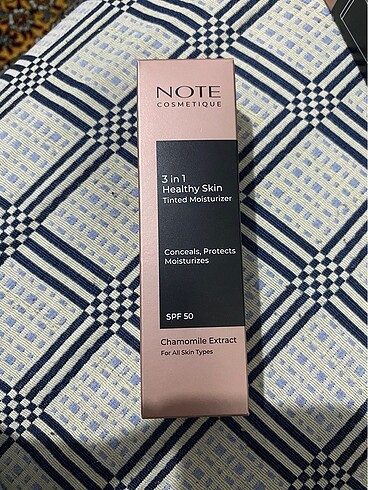 NOTE
COSMETIQUE
3 in 1
Healthy Skin
Tinted Moisturizer
Conceals, Protects
Moisturizes
SPF 50
Chamomile Extract
For All Skin Types